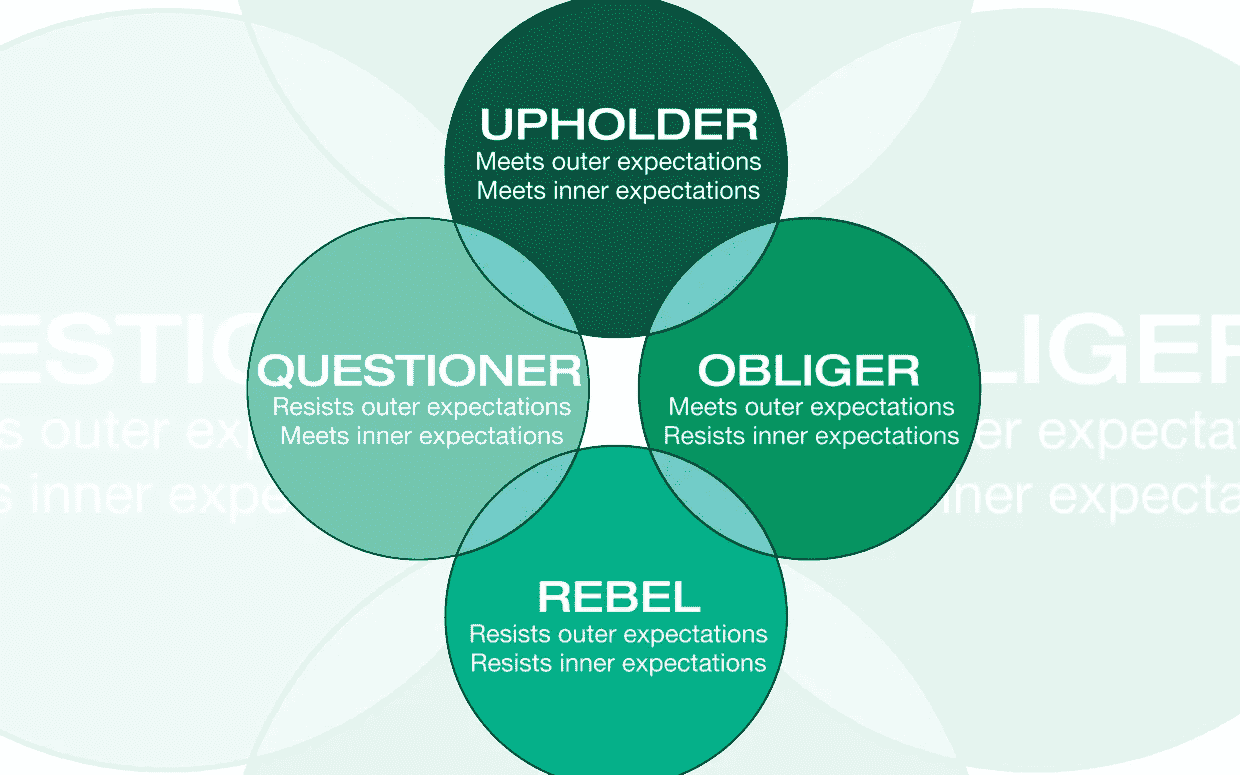 UPHOLDER
Meets outer expectations
Meets inner expectations
QUESTIONER
Resists outer expectations
Meets inner expectations
OBLIGER
Meets outer expectations
Resists inner expectations
REBEL
Resists outer expectations
Resists inner expectations